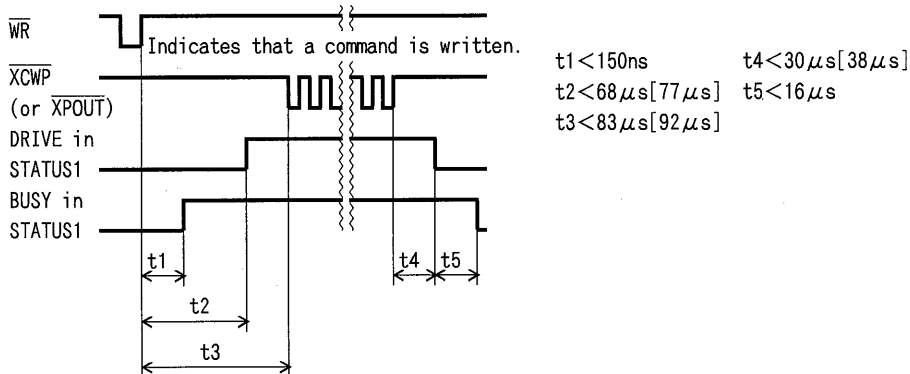 WR
Indicates that a command is written.
XCWP
(or XPOUT)
DRIVE in
STATUS1
BUSY in
STATUS1
t1
t2
t3
t4
t5
t1<150ns t4<30μs[38μs]
t2<68μs[77μs] t5<16μs
t3<83μs[92μs]